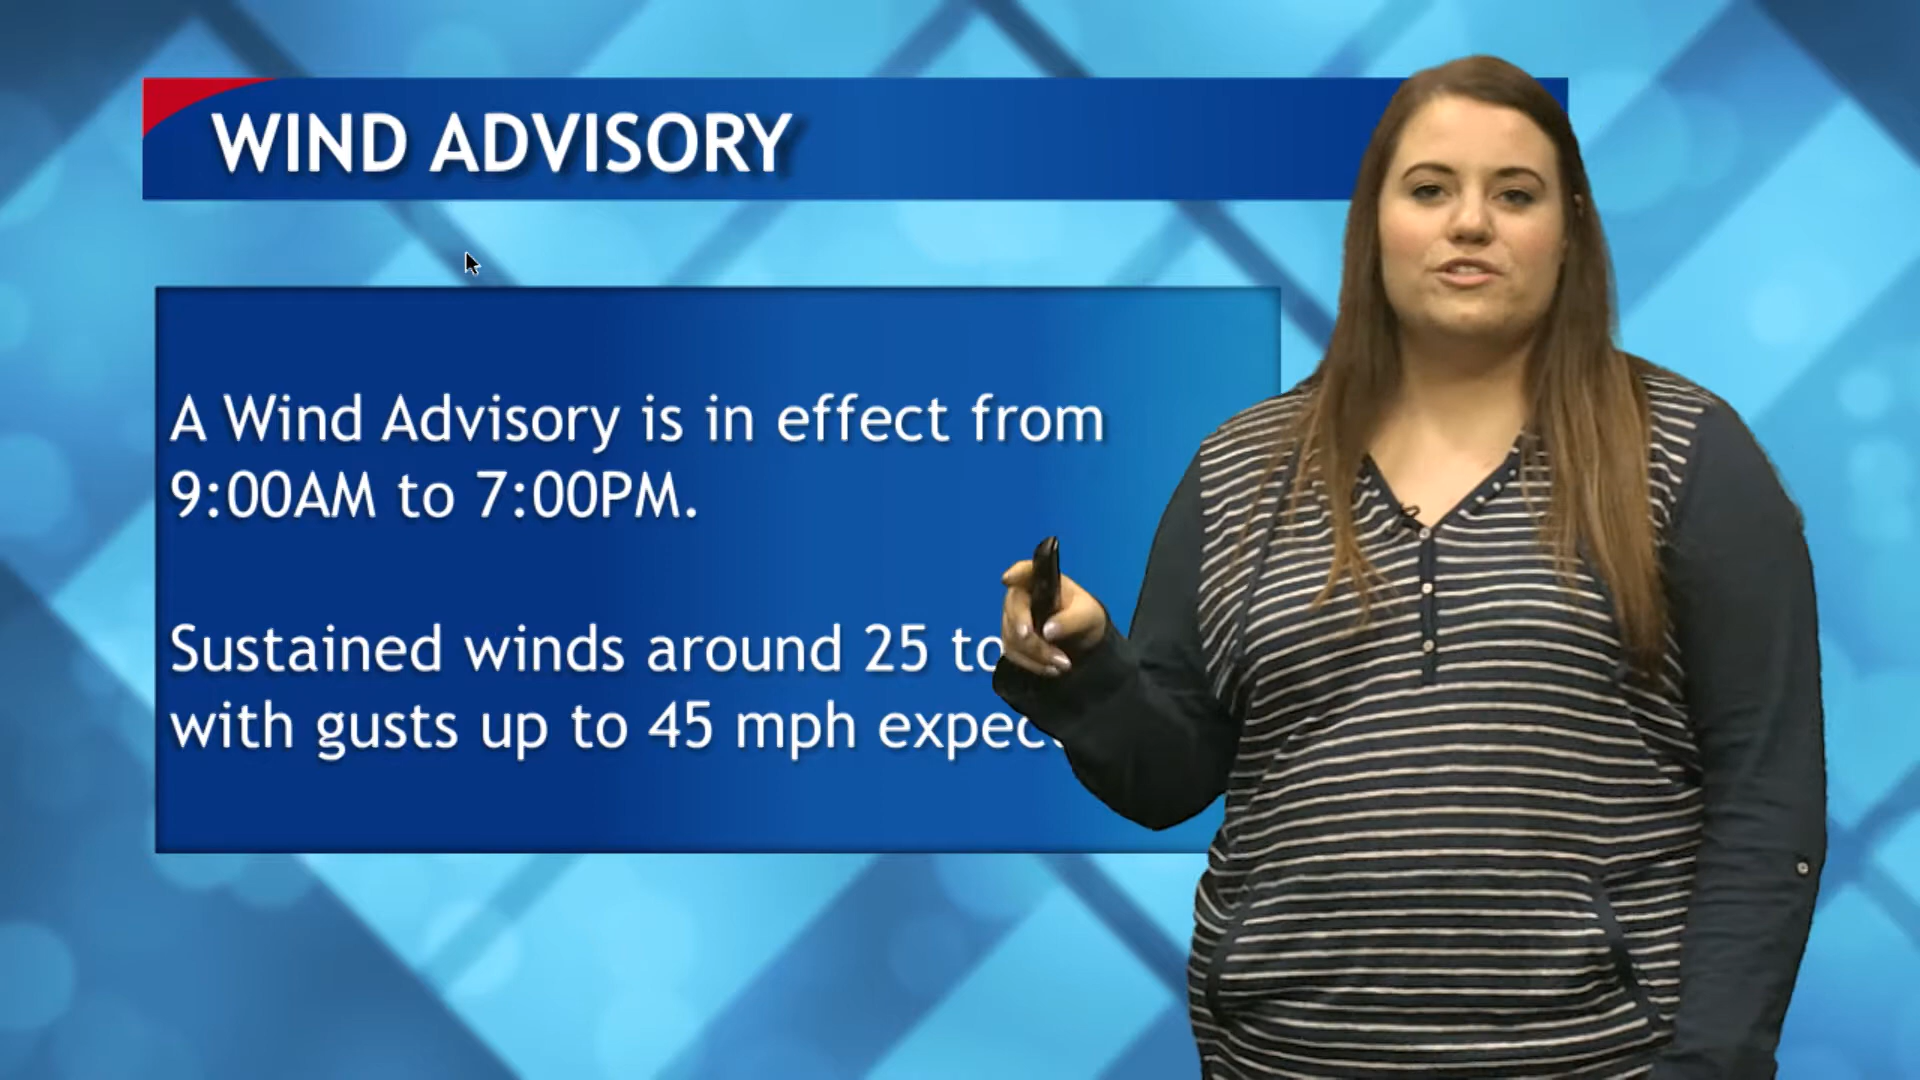 WIND ADVISORY
A Wind Advisory is in effect from
9:00AM to 7:00PM.
Sustained winds around 25 to
with gusts up to 45 mph